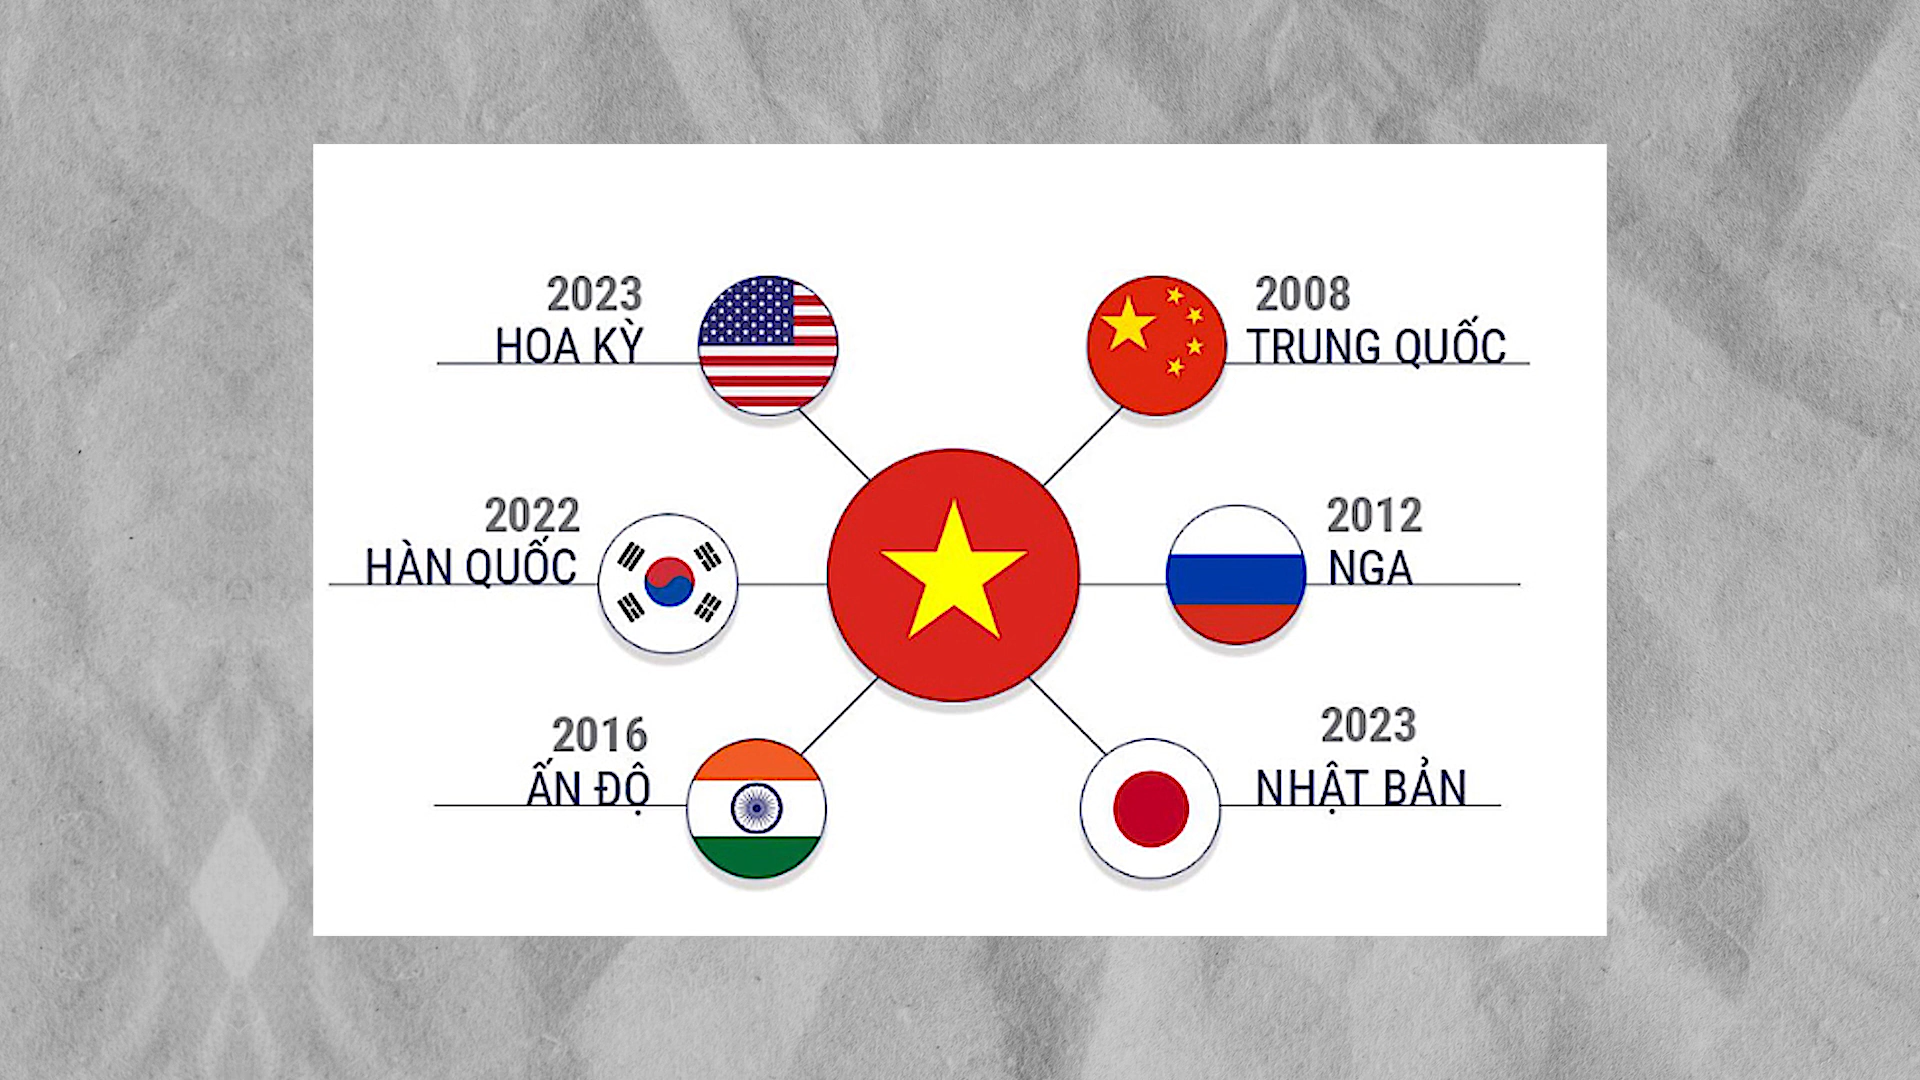 2023
HOA KỲ
2008
TRUNG QUỐC
2022
HÀN QUỐC
2012
NGA
2016
ẤN ĐỘ
2023
NHẬT BẢN